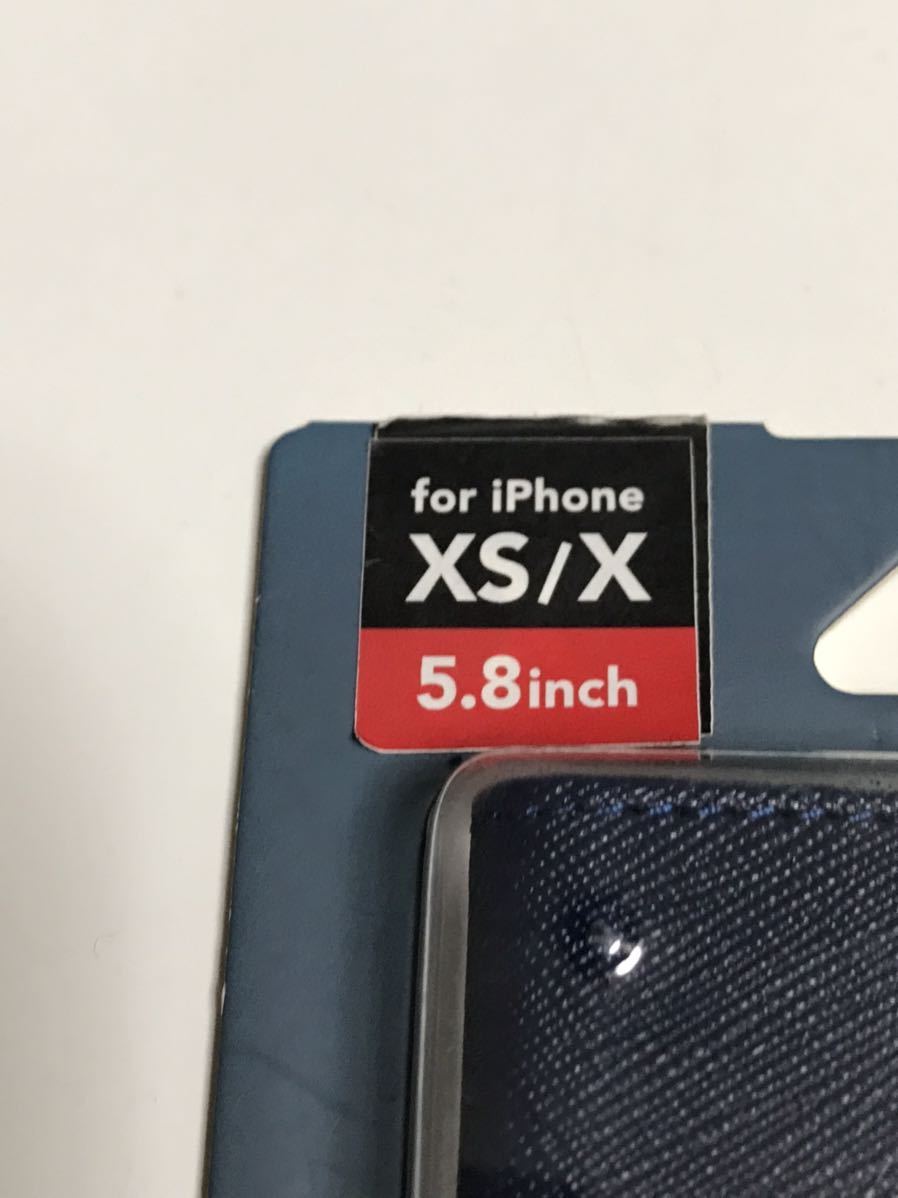 for iPhone
XS/X
5.8inch